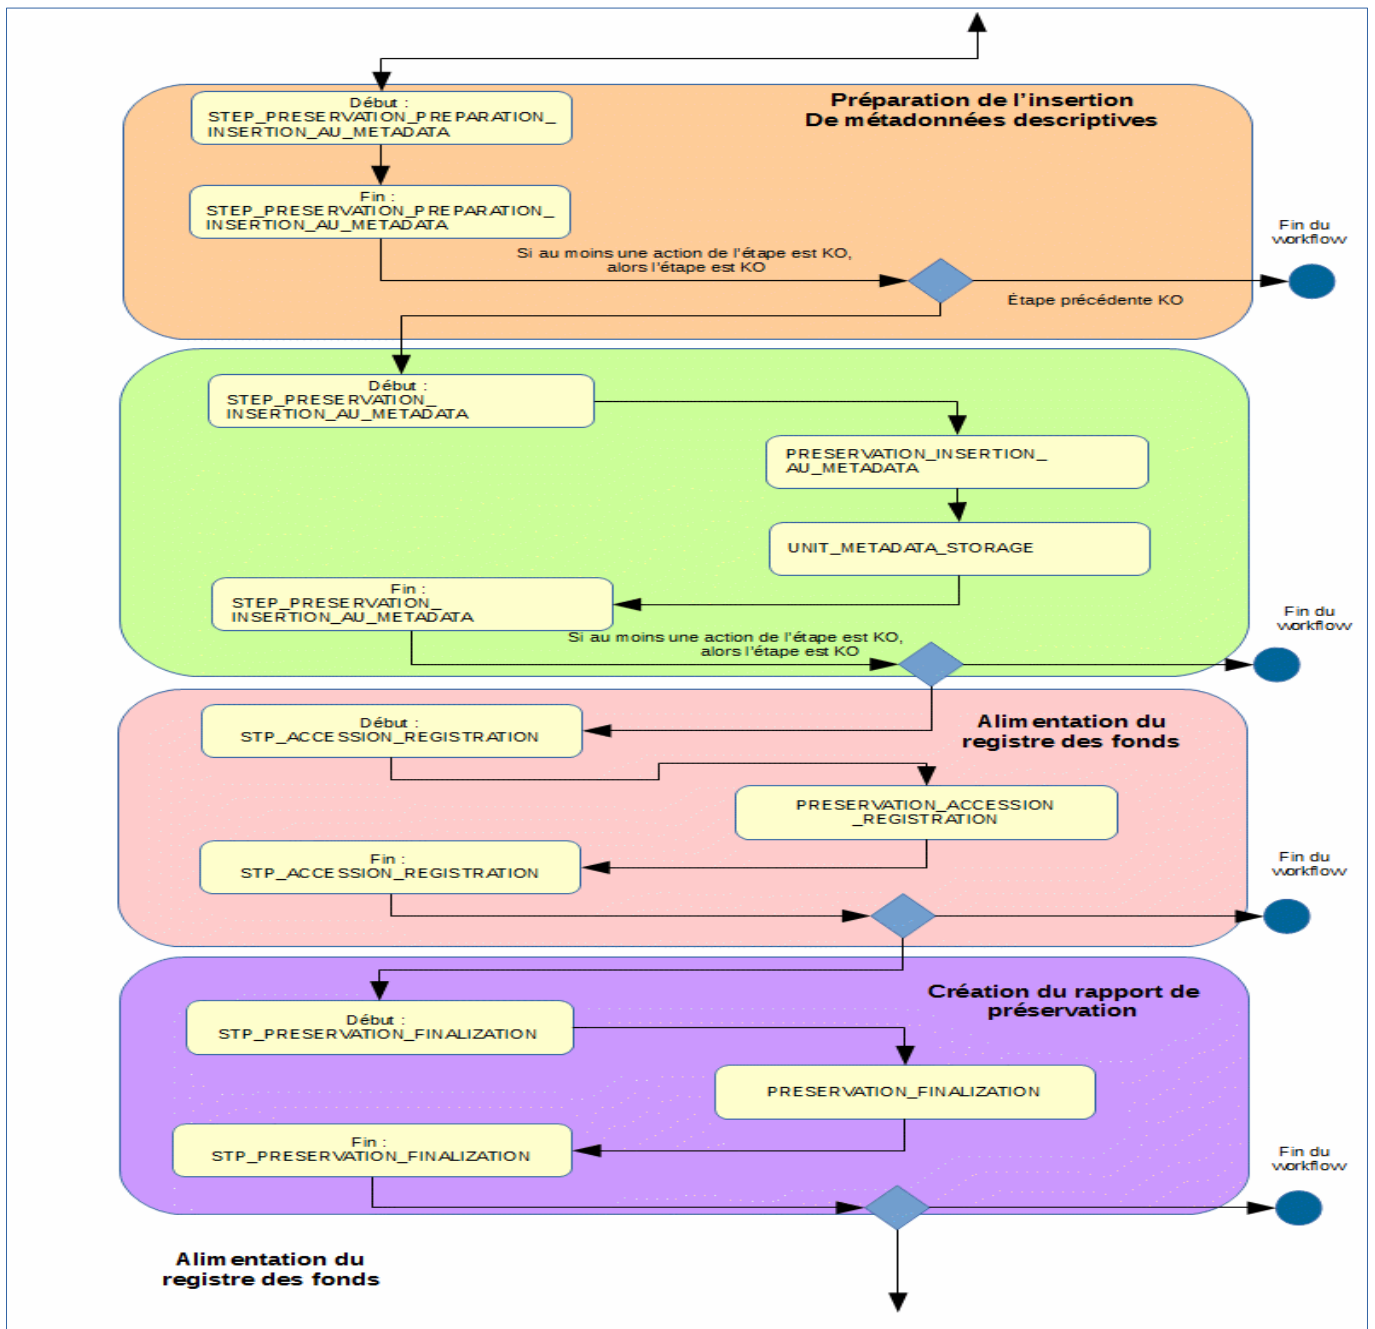 Préparation de l'insertion
De métadonnées descriptives
Début :
STEP_PRESERVATION_PREPARATION_
INSERTION_AU_METADATA
Fin :
STEP_PRESERVATION_PREPARATION_
INSERTION_AU_METADATA
Si au moins une action de l'étape est KO,
alors l'étape est KO
Étape précédente KO
Fin du
workflow
Début :
STEP_PRESERVATION_
INSERTION_AU_METADATA
PRESERVATION_INSERTION_
AU_METADATA
UNIT_METADATA_STORAGE
Fin :
STEP_PRESERVATION_
INSERTION_AU_METADATA
Si au moins une action de l'étape est KO,
alors l'étape est KO
Fin du
workflow
Alimentation du
registre des fonds
Début :
STP_ACCESSION_REGISTRATION
PRESERVATION_ACCESSION
_REGISTRATION
Fin :
STP_ACCESSION_REGISTRATION
Fin du
workflow
Création du rapport de
préservation
Début :
STP_PRESERVATION_FINALIZATION
PRESERVATION_FINALIZATION
Fin :
STP_PRESERVATION_FINALIZATION
Fin du
workflow
Alimentation du
registre des fonds